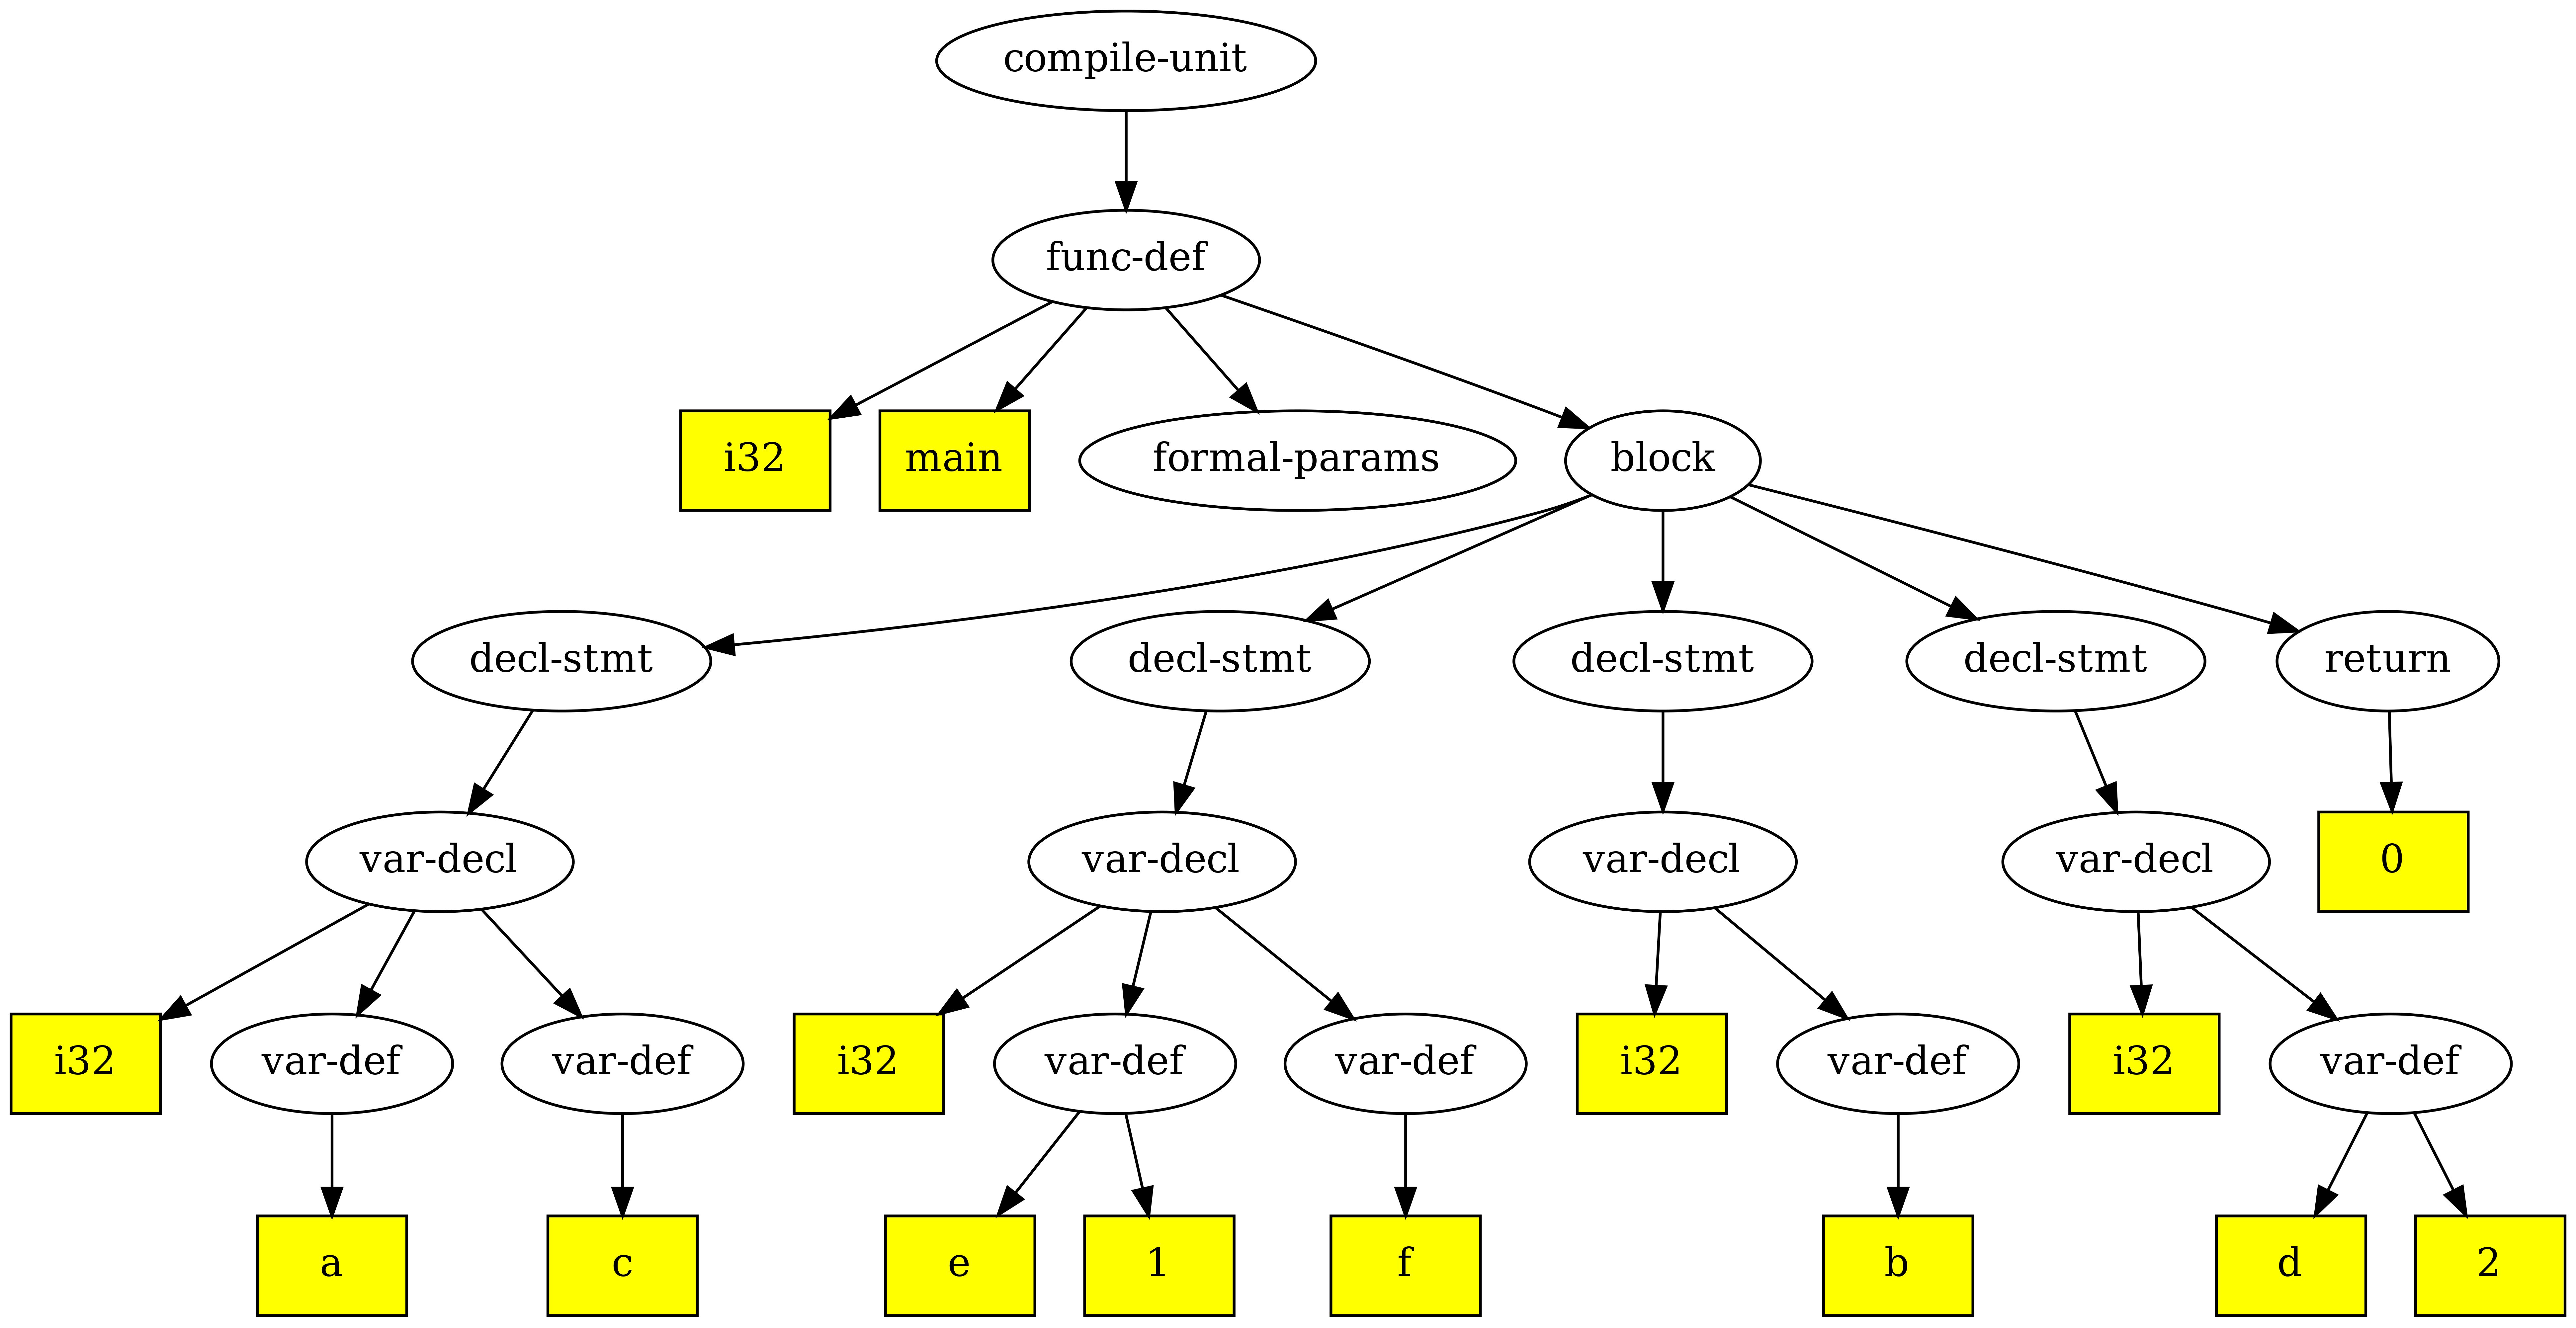 compile-unit
func-def
i32 main formal-params block
decl-stmt decl-stmt decl-stmt decl-stmt return
var-decl var-decl var-decl var-decl 0
i32 var-def var-def i32 var-def var-def i32 var-def i32 var-def
a c e 1 f b d 2